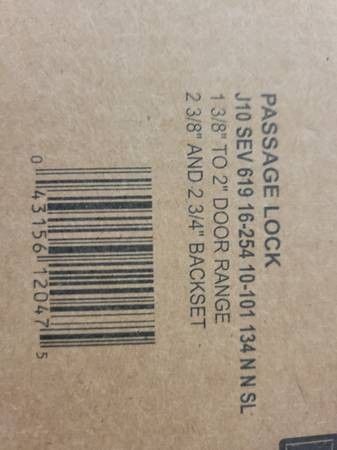 PASSAGE LOCK
J10 SEV 619 16-254 10-101 134 N N SL
1 3/8" TO 2" DOOR RANGE
2 3/8" AND 2 3/4" BACKSET
0 43156 12047 5